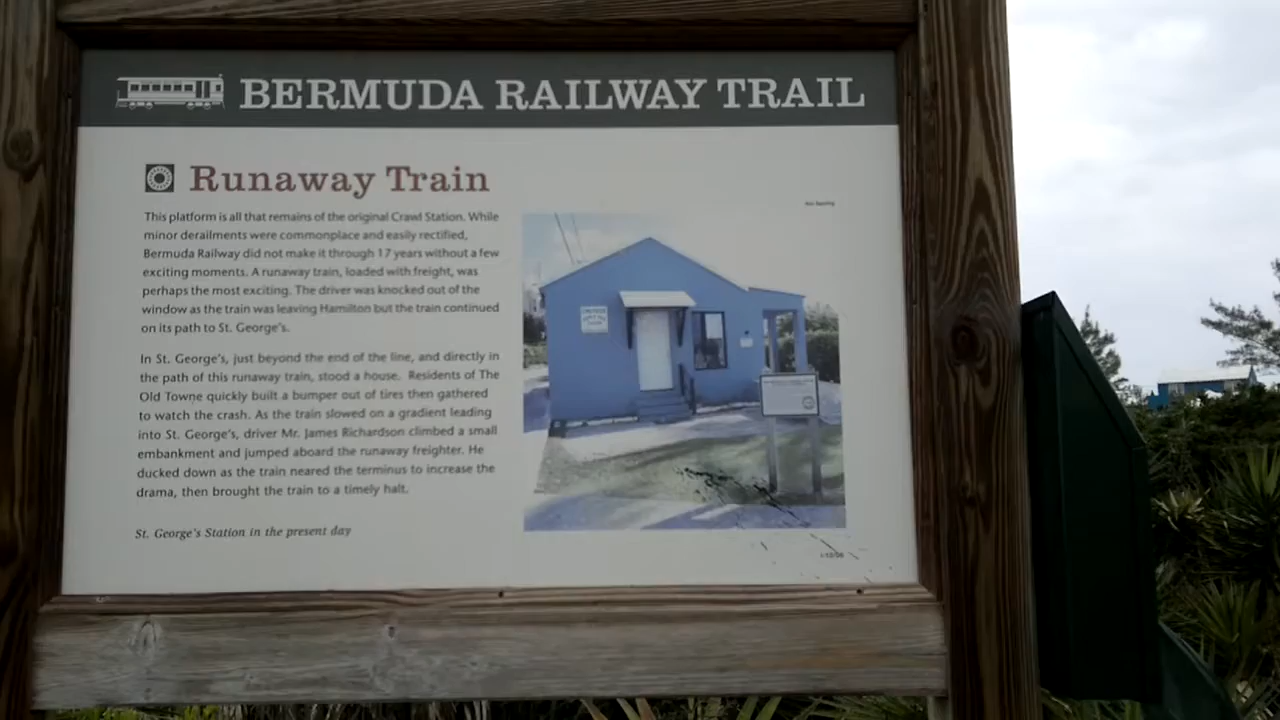 BERMUDA RAILWAY TRAIL
Runaway Train
This platform is all that remains of the original Crawl Station. While
minor derailments were commonplace and easily rectified,
Bermuda Railway did not make it through 17 years without a few
exciting moments. A runaway train, loaded with freight, was
perhaps the most exciting. The driver was knocked out of the
window as the train was leaving Hamilton but the train continued
on its path to St. George's.
In St. George's, just beyond the end of the line, and directly in
the path of this runaway train, stood a house. Residents of The
Old Towne quickly built a bumper out of tires then gathered
to watch the crash. As the train slowed on a gradient leading
into St. George's, driver Mr. James Richardson climbed a small
embankment and jumped aboard the runaway freighter. He
ducked down as the train neared the terminus to increase the
drama, then brought the train to a timely halt.
St. George's Station in the present day